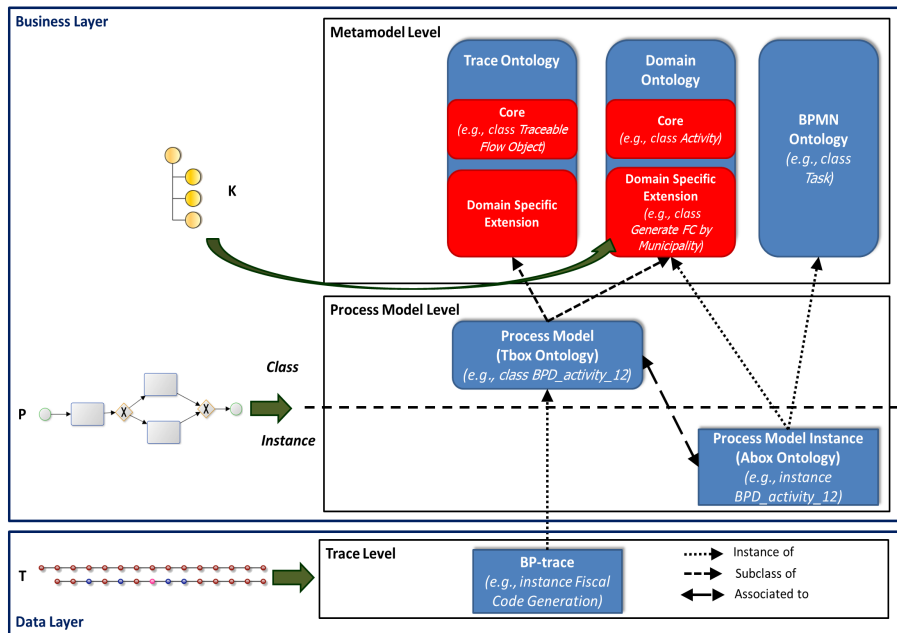 Business Layer
Metamodel Level
Trace Ontology
Core
(e.g., class Traceable
Flow Object)
Domain Specific
Extension
Domain
Ontology
Core
(e.g., class Activity)
Domain Specific
Extension
(e.g., class
Generate FC by
Municipality)
BPMN
Ontology
(e.g., class
Task)
K
Process Model Level
Process Model
(Tbox Ontology)
(e.g., class BPD_activity_12)
Class
P
X
X
Instance
Process Model Instance
(Abox Ontology)
(e.g., instance
BPD_activity_12)
Trace Level
T
BP-trace
(e.g., instance Fiscal
Code Generation)
Instance of
Subclass of
Associated to
Data Layer